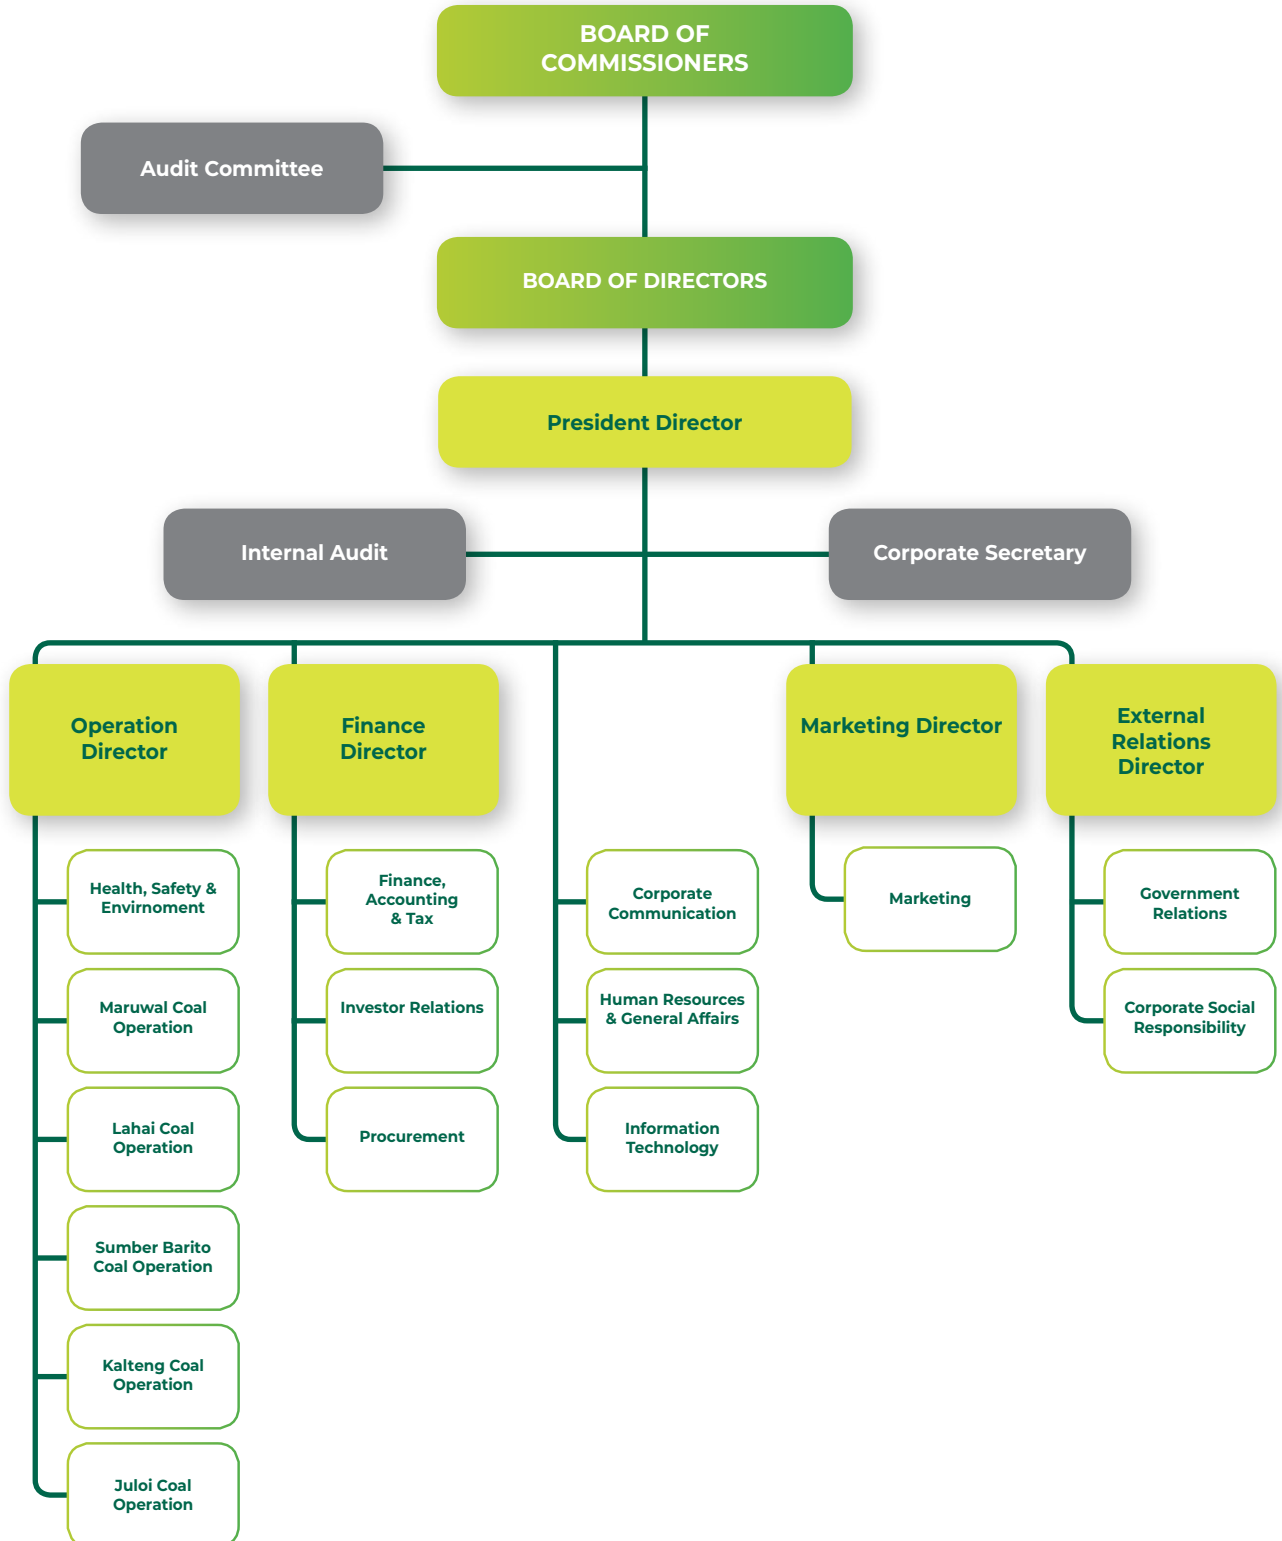 BOARD OF
COMMISSIONERS
Audit Committee
BOARD OF DIRECTORS
President Director
Internal Audit
Corporate Secretary
Operation
Director
Finance
Director
Marketing Director
External
Relations
Director
Health, Safety &
Envirnoment
Maruwal Coal
Operation
Lahai Coal
Operation
Sumber Barito
Coal Operation
Kalteng Coal
Operation
Juloi Coal
Operation
Finance,
Accounting
& Tax
Investor Relations
Procurement
Corporate
Communication
Human Resources
& General Affairs
Information
Technology
Marketing
Government
Relations
Corporate Social
Responsibility